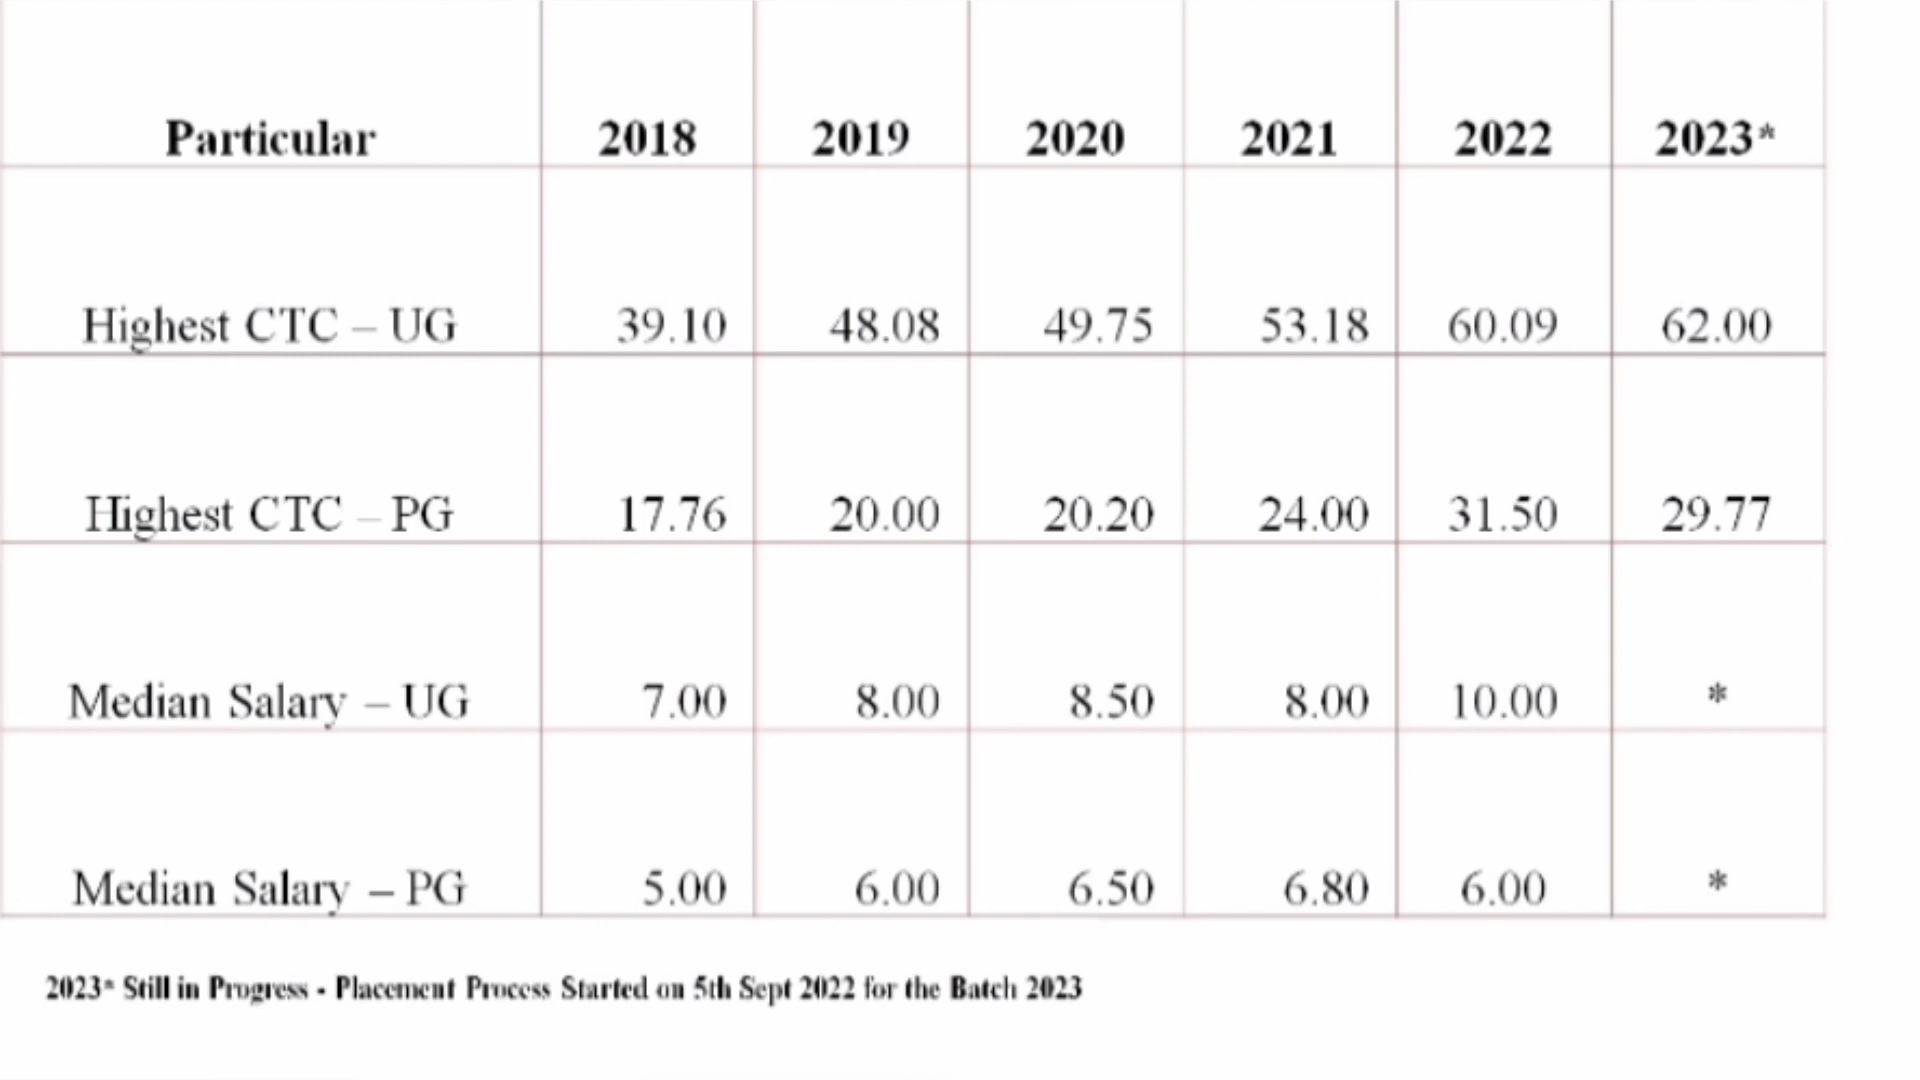 Particular 2018 2019 2020 2021 2022 2023*
Highest CTC – UG 39.10 48.08 49.75 53.18 60.09 62.00
Highest CTC – PG 17.76 20.00 20.20 24.00 31.50 29.77
Median Salary – UG 7.00 8.00 8.50 8.00 10.00 *
Median Salary – PG 5.00 6.00 6.50 6.80 6.00 *
2023* Still in Progress - Placement Process Started on 5th Sept 2022 for the Batch 2023